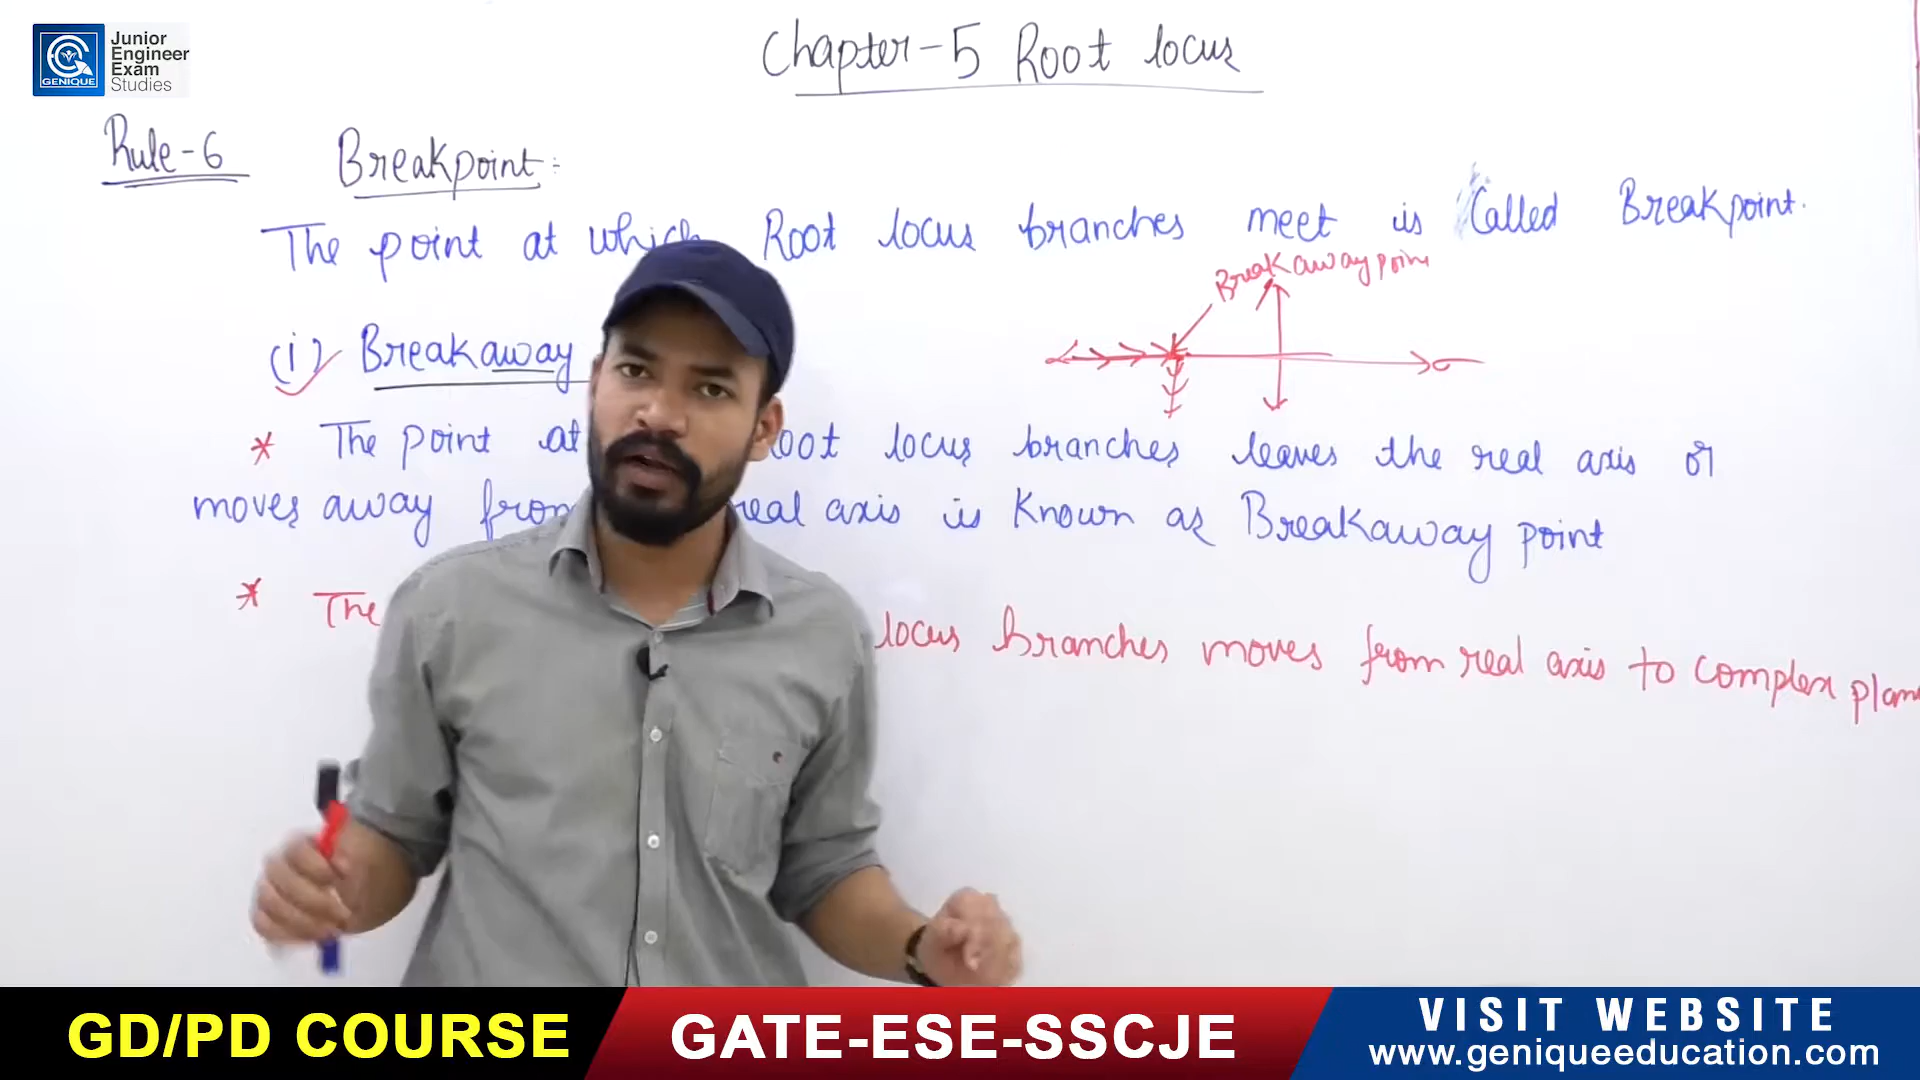 GENIQUE
Junior
Engineer
Exam
Studies
Chapter-5 Root locus
Rule-6 Breakpoint:
The point at which Root locus branches meet is Called Breakpoint.
Breakaway point
(i) Breakaway
σ
* The point at oot locus branches leaves the real axis or
moves away from real axis is Known as Breakaway point
* The locus branches moves from real axis to complex plan
GD/PD COURSE
GATE-ESE-SSCJE
VISIT WEBSITE
www.geniqueeducation.com